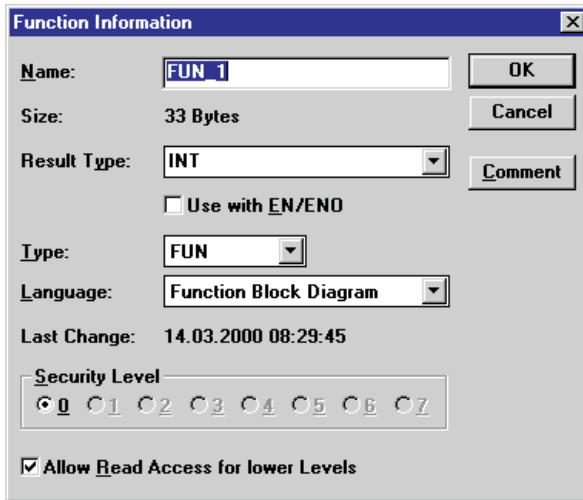 Function Information
Name: FUN_1 OK
Size: 33 Bytes Cancel
Result Type: INT Comment
Use with EN/ENO
Type: FUN
Language: Function Block Diagram
Last Change: 14.03.2000 08:29:45
Security Level
0 1 2 3 4 5 6 7
Allow Read Access for lower Levels